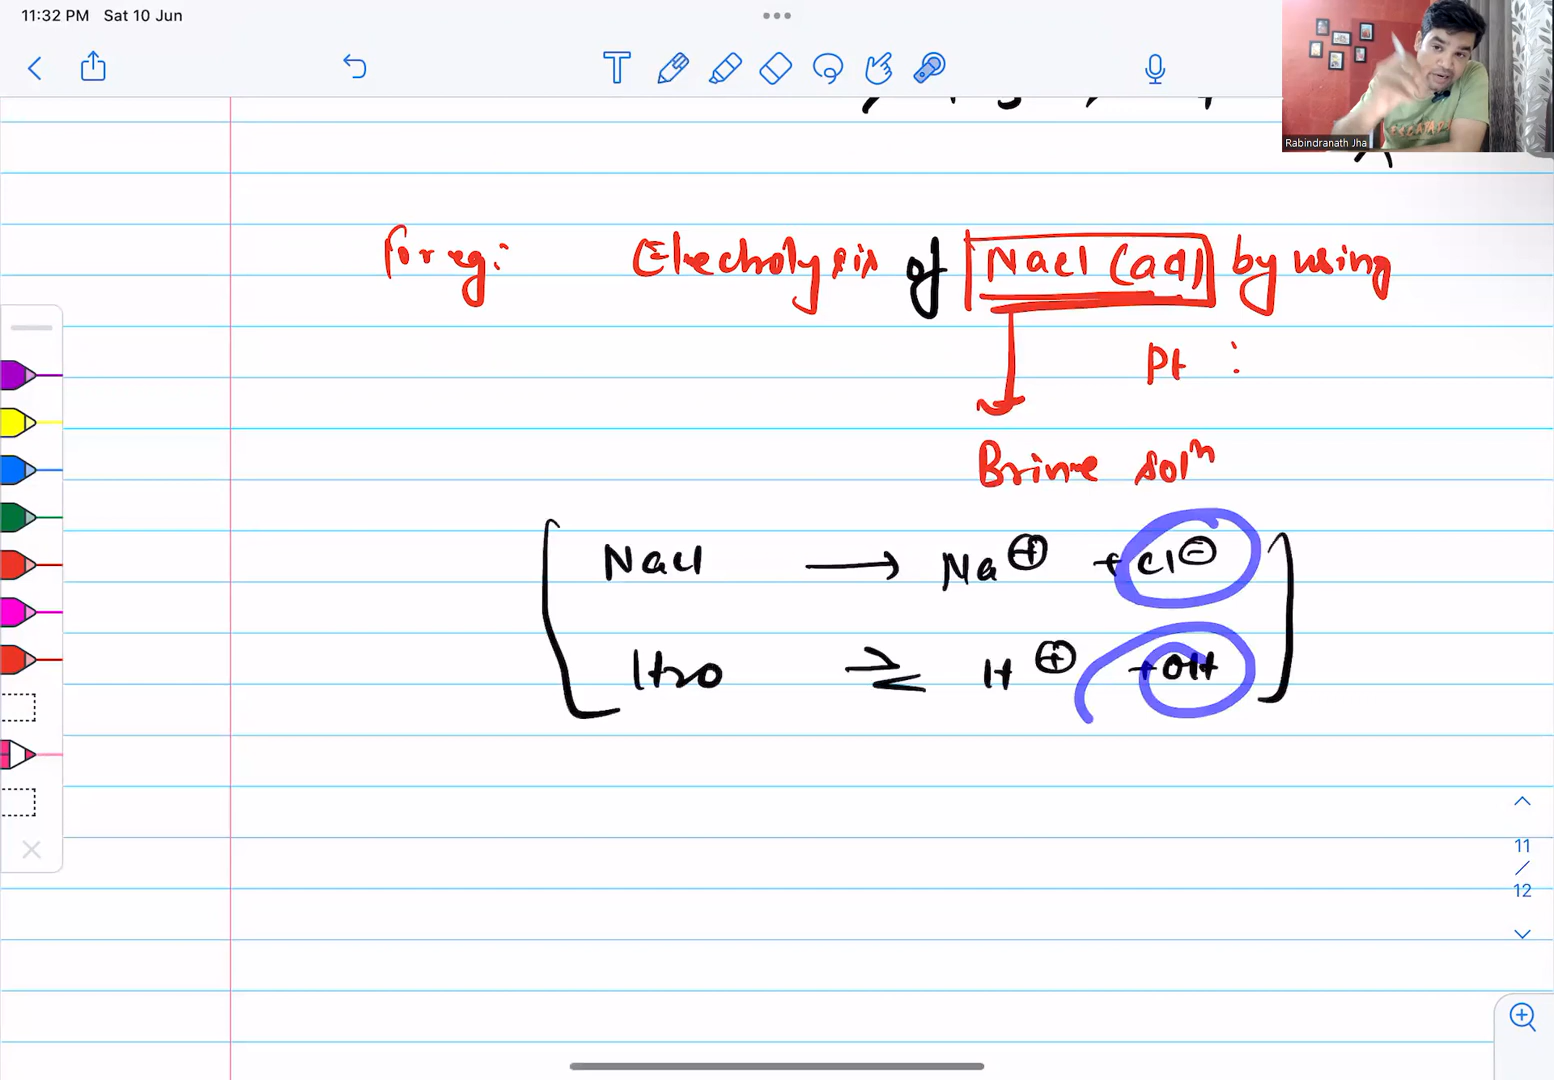 11:32 PM Sat 10 Jun
Rabindranath Jha
For eg: Electrolysis of NaCl (aq) by using
Pt :
Brine solⁿ
NaCl ⟶ Na⊕ + Cl⊖
H2O ⇌ H⊕ + OH
11
/
12